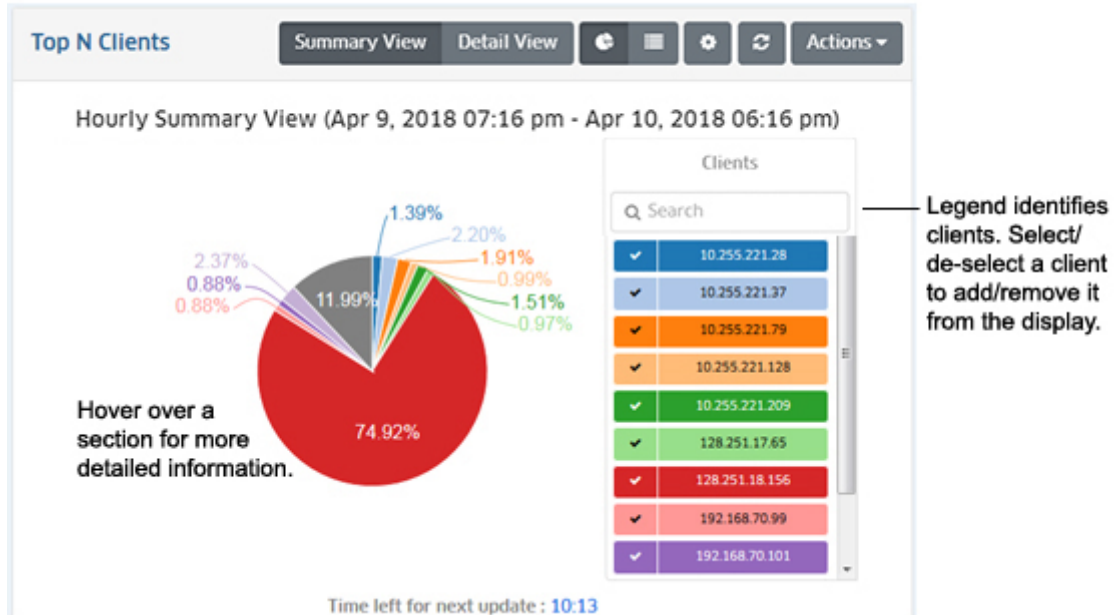 Top N Clients
Summary View
Detail View
Actions
Hourly Summary View (Apr 9, 2018 07:16 pm - Apr 10, 2018 06:16 pm)
Clients
Search
10.255.221.28
10.255.221.37
10.255.221.79
10.255.221.128
10.255.221.209
128.251.17.65
128.251.18.156
192.168.70.99
192.168.70.101
Legend identifies
clients. Select/
de-select a client
to add/remove it
from the display.
1.39%
2.20%
1.91%
0.99%
1.51%
0.97%
2.37%
0.88%
0.88%
11.99%
74.92%
Hover over a
section for more
detailed information.
Time left for next update : 10:13